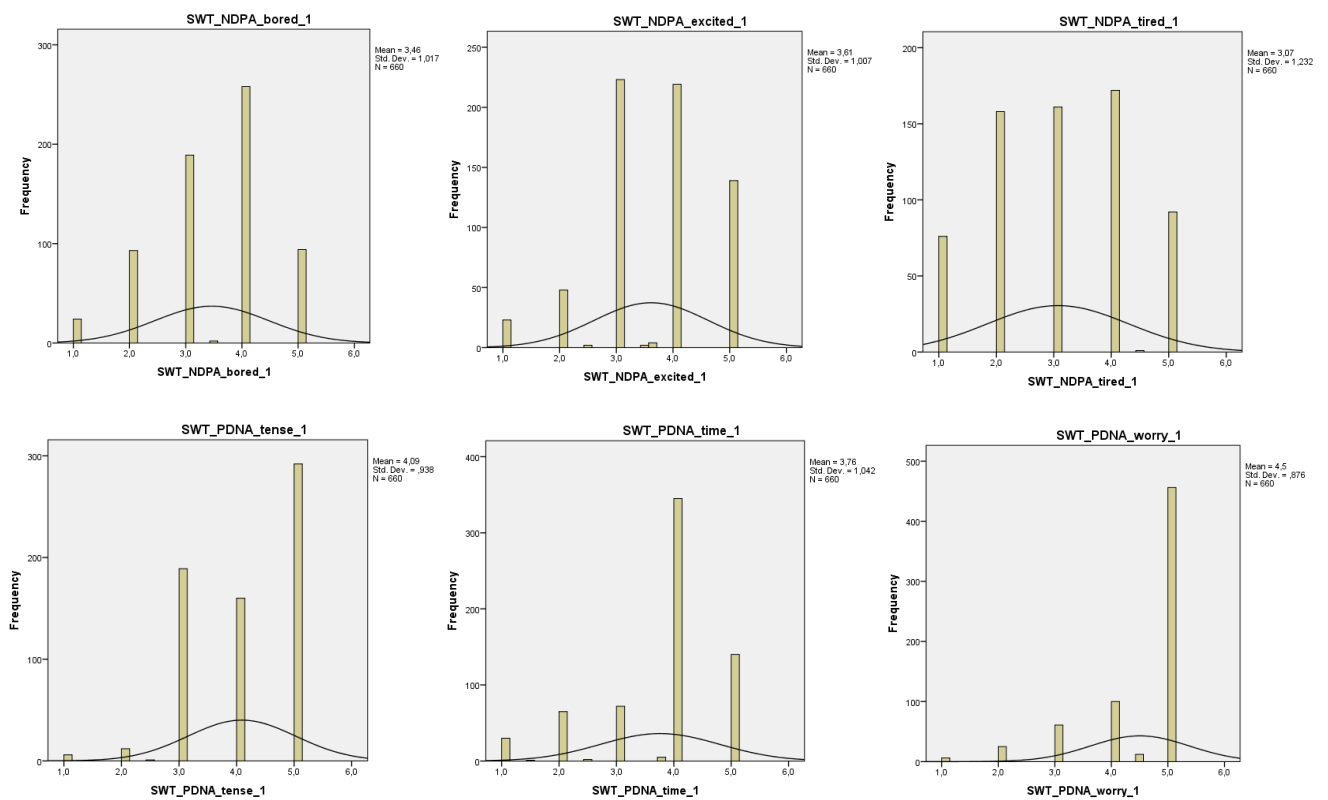 SWT_NDPA_bored_1
Mean = 3,46
Std. Dev. = 1,017
N = 660
300
200
100
0
Frequency
1,0 2,0 3,0 4,0 5,0 6,0
SWT_NDPA_bored_1
SWT_NDPA_excited_1
Mean = 3,61
Std. Dev. = 1,007
N = 660
250
200
150
100
50
0
Frequency
1,0 2,0 3,0 4,0 5,0 6,0
SWT_NDPA_excited_1
SWT_NDPA_tired_1
Mean = 3,07
Std. Dev. = 1,232
N = 660
200
150
100
50
0
Frequency
1,0 2,0 3,0 4,0 5,0 6,0
SWT_NDPA_tired_1
SWT_PDNA_tense_1
Mean = 4,09
Std. Dev. = ,938
N = 660
300
200
100
0
Frequency
1,0 2,0 3,0 4,0 5,0 6,0
SWT_PDNA_tense_1
SWT_PDNA_time_1
Mean = 3,76
Std. Dev. = 1,042
N = 660
400
300
200
100
0
Frequency
1,0 2,0 3,0 4,0 5,0 6,0
SWT_PDNA_time_1
SWT_PDNA_worry_1
Mean = 4,5
Std. Dev. = ,876
N = 660
500
400
300
200
100
0
Frequency
1,0 2,0 3,0 4,0 5,0 6,0
SWT_PDNA_worry_1